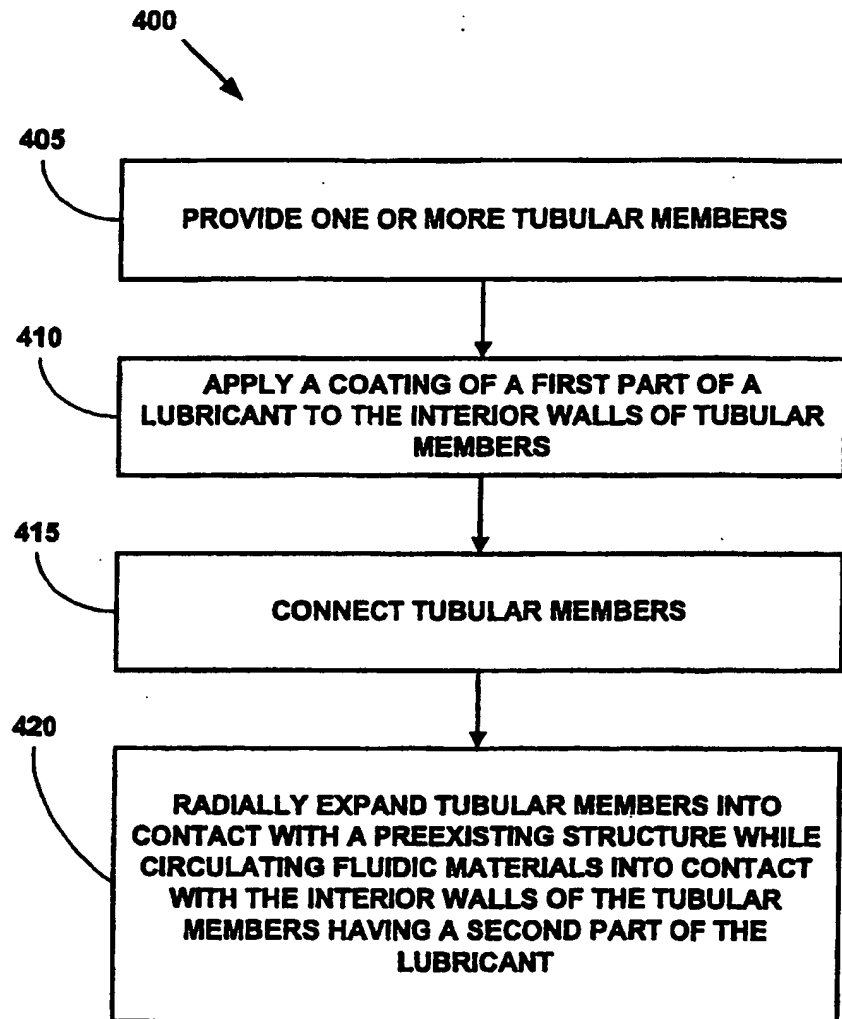 400
405
PROVIDE ONE OR MORE TUBULAR MEMBERS
410
APPLY A COATING OF A FIRST PART OF A
LUBRICANT TO THE INTERIOR WALLS OF TUBULAR
MEMBERS
415
CONNECT TUBULAR MEMBERS
420
RADIALLY EXPAND TUBULAR MEMBERS INTO
CONTACT WITH A PREEXISTING STRUCTURE WHILE
CIRCULATING FLUIDIC MATERIALS INTO CONTACT
WITH THE INTERIOR WALLS OF THE TUBULAR
MEMBERS HAVING A SECOND PART OF THE
LUBRICANT